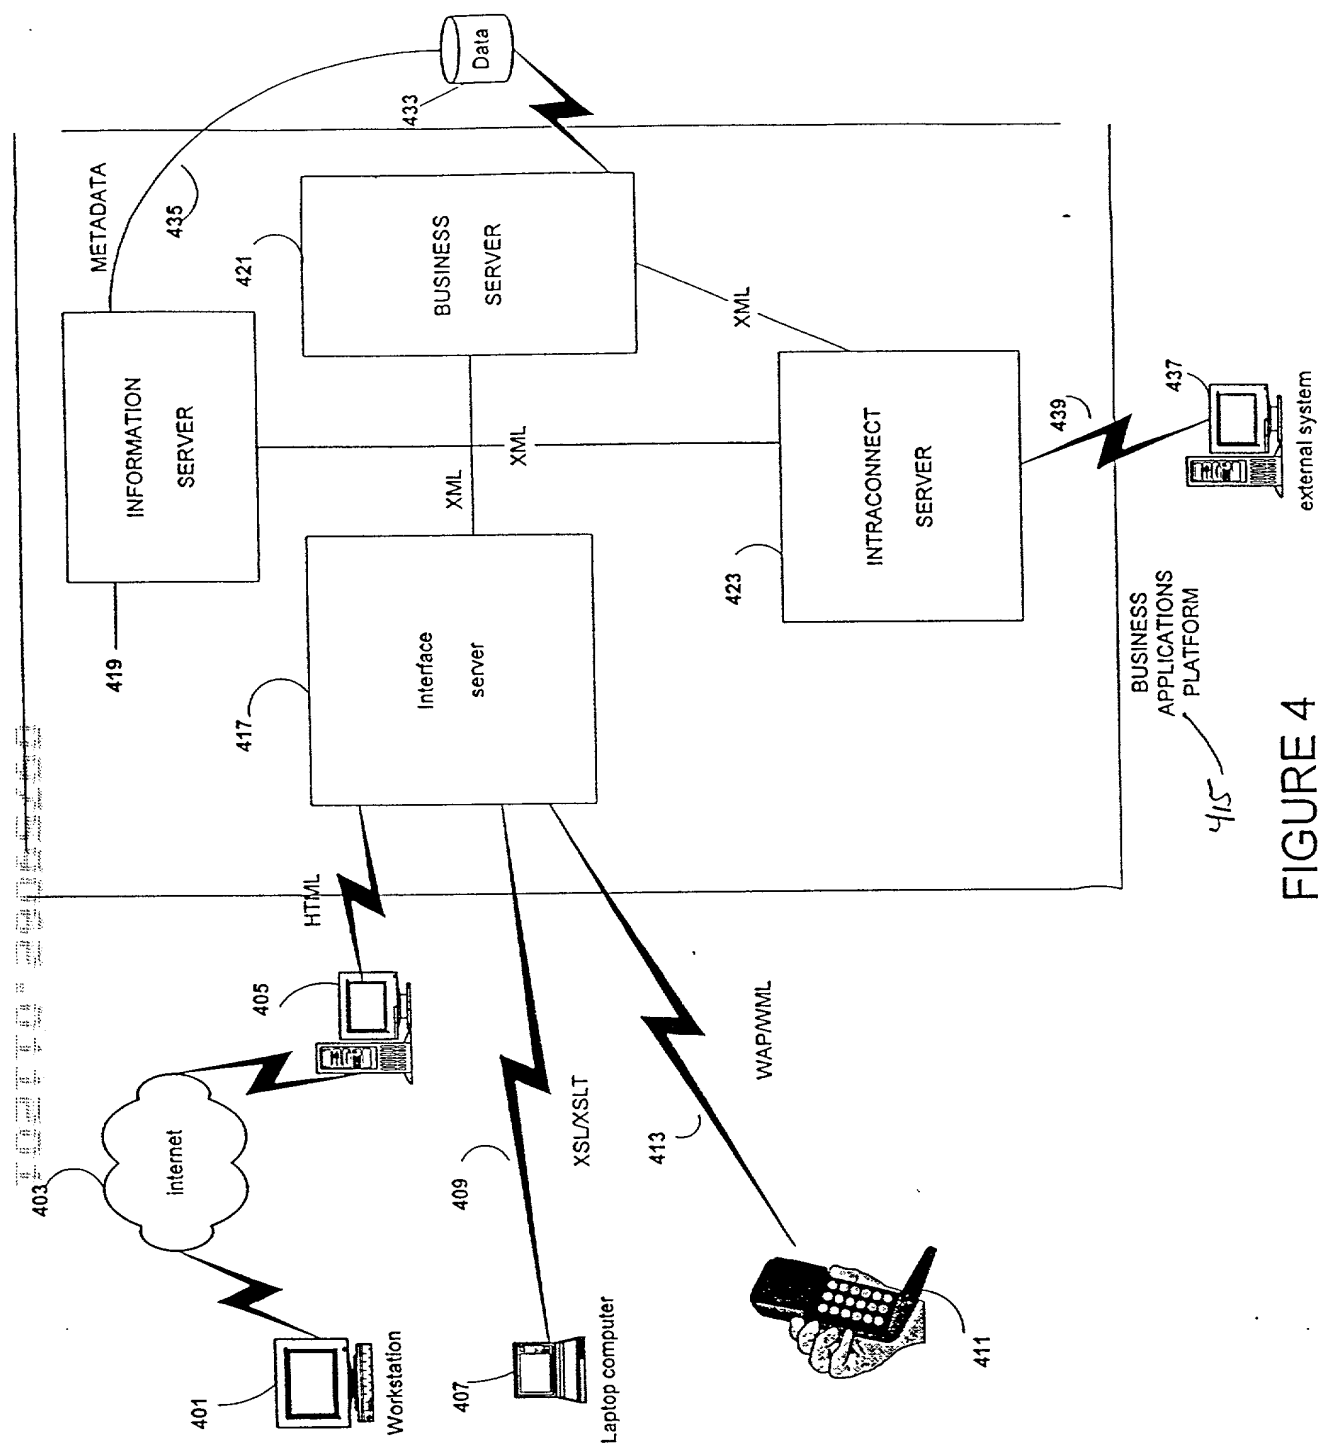 403
internet
401
Workstation
405
HTML
407
Laptop computer
409
XSL/XSLT
411
413
WAP/WML
417
Interface
server
419
INFORMATION
SERVER
METADATA
435
433
Data
421
BUSINESS
SERVER
XML
XML
XML
423
INTRACONNECT
SERVER
439
437
external system
BUSINESS
APPLICATIONS
PLATFORM
415
FIGURE 4